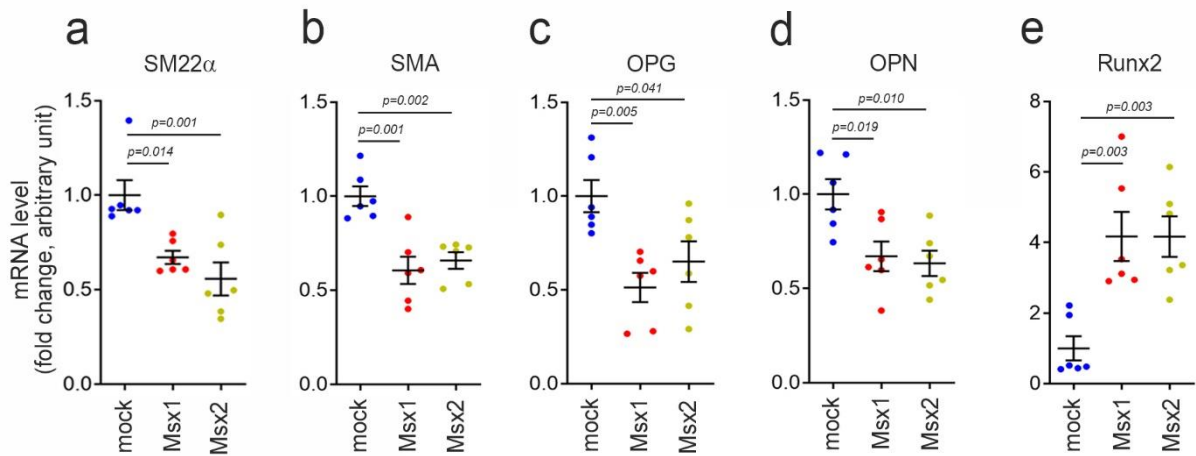 a
SM22α
b
SMA
c
OPG
d
OPN
e
Runx2
mRNA level
(fold change, arbitrary unit)
1.5
1.0
0.5
0.0
p=0.001
p=0.014
mock
Msx1
Msx2
1.5
1.0
0.5
0.0
p=0.002
p=0.001
mock
Msx1
Msx2
1.5
1.0
0.5
0.0
p=0.041
p=0.005
mock
Msx1
Msx2
1.5
1.0
0.5
0.0
p=0.010
p=0.019
mock
Msx1
Msx2
8
6
4
2
0
p=0.003
p=0.003
mock
Msx1
Msx2